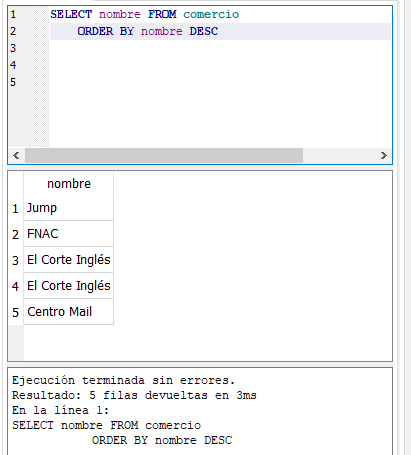 1 SELECT nombre FROM comercio
2 ORDER BY nombre DESC
3
4
5
nombre
1 Jump
2 FNAC
3 El Corte Inglés
4 El Corte Inglés
5 Centro Mail
Ejecución terminada sin errores.
Resultado: 5 filas devueltas en 3ms
En la línea 1:
SELECT nombre FROM comercio
ORDER BY nombre DESC